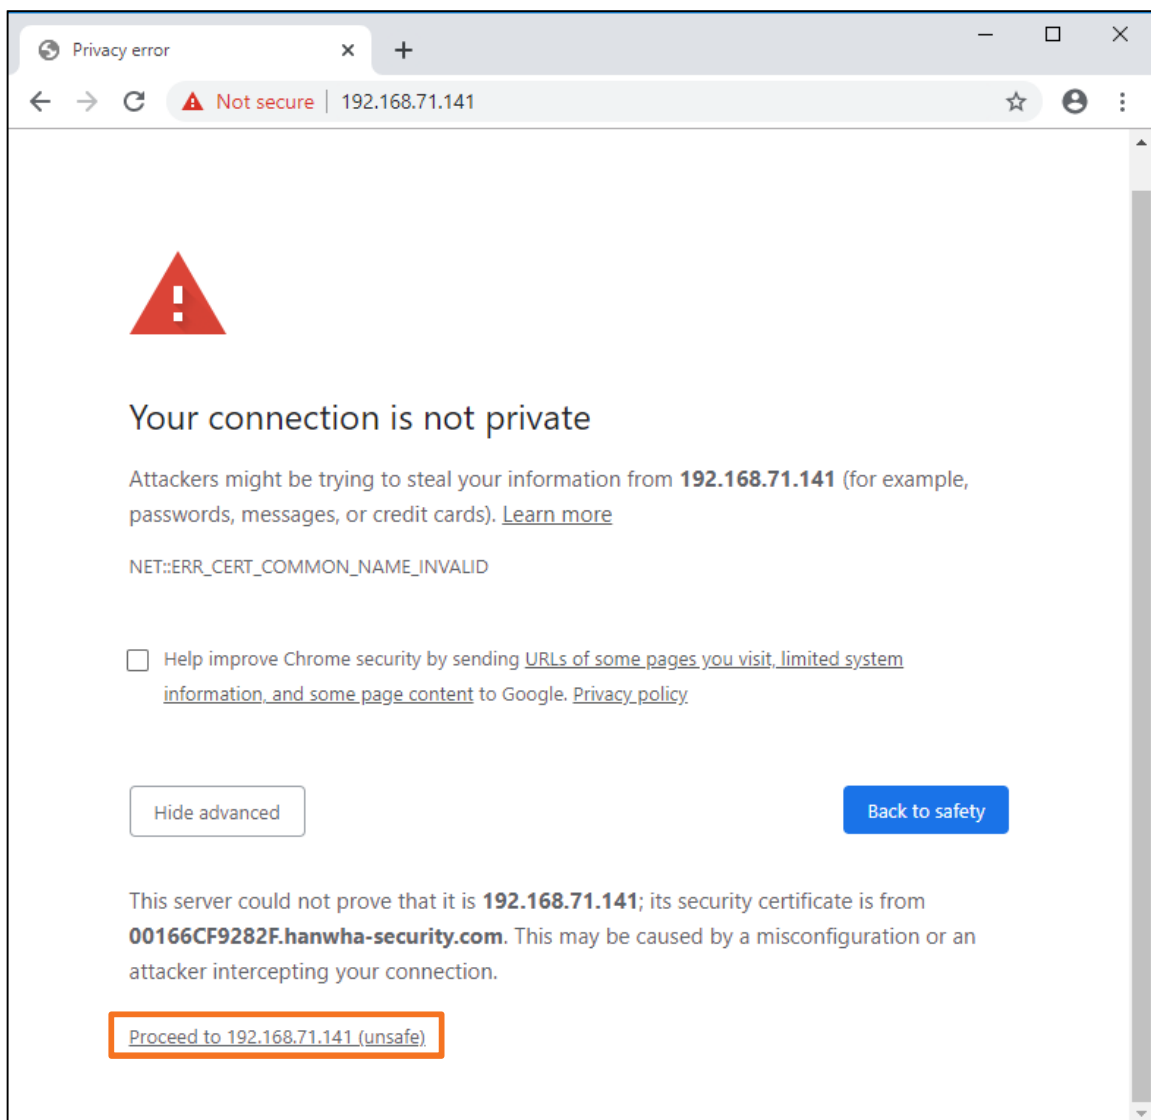 Privacy error
Not secure 192.168.71.141
Your connection is not private
Attackers might be trying to steal your information from 192.168.71.141 (for example,
passwords, messages, or credit cards). Learn more
NET::ERR_CERT_COMMON_NAME_INVALID
Help improve Chrome security by sending URLs of some pages you visit, limited system
information, and some page content to Google. Privacy policy
Hide advanced Back to safety
This server could not prove that it is 192.168.71.141; its security certificate is from
00166CF9282F.hanwha-security.com. This may be caused by a misconfiguration or an
attacker intercepting your connection.
Proceed to 192.168.71.141 (unsafe)